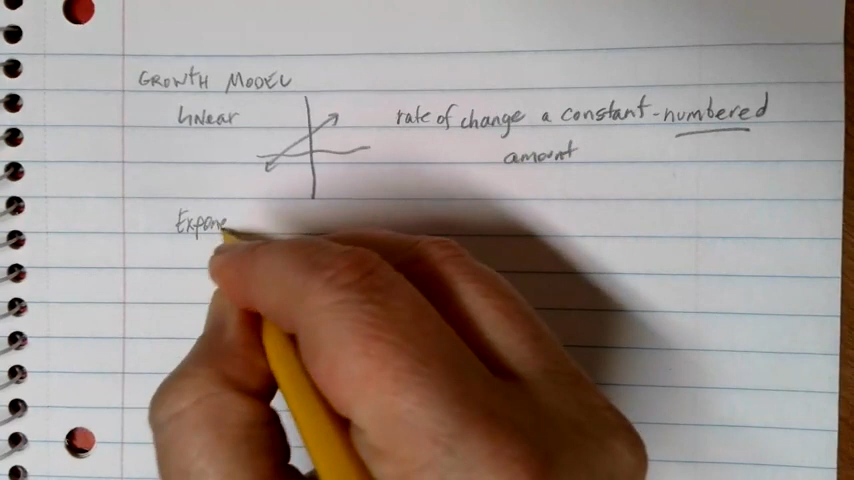 GROWTH MODEL
linear rate of change a constant-numbered
amount
Expone